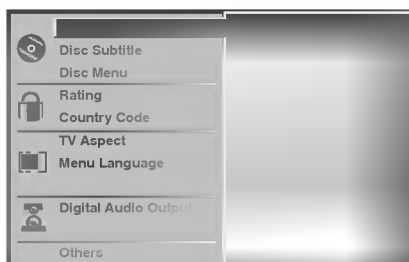 Disc Subtitle
Disc Menu
Rating
Country Code
TV Aspect
Menu Language
Digital Audio Output
Others